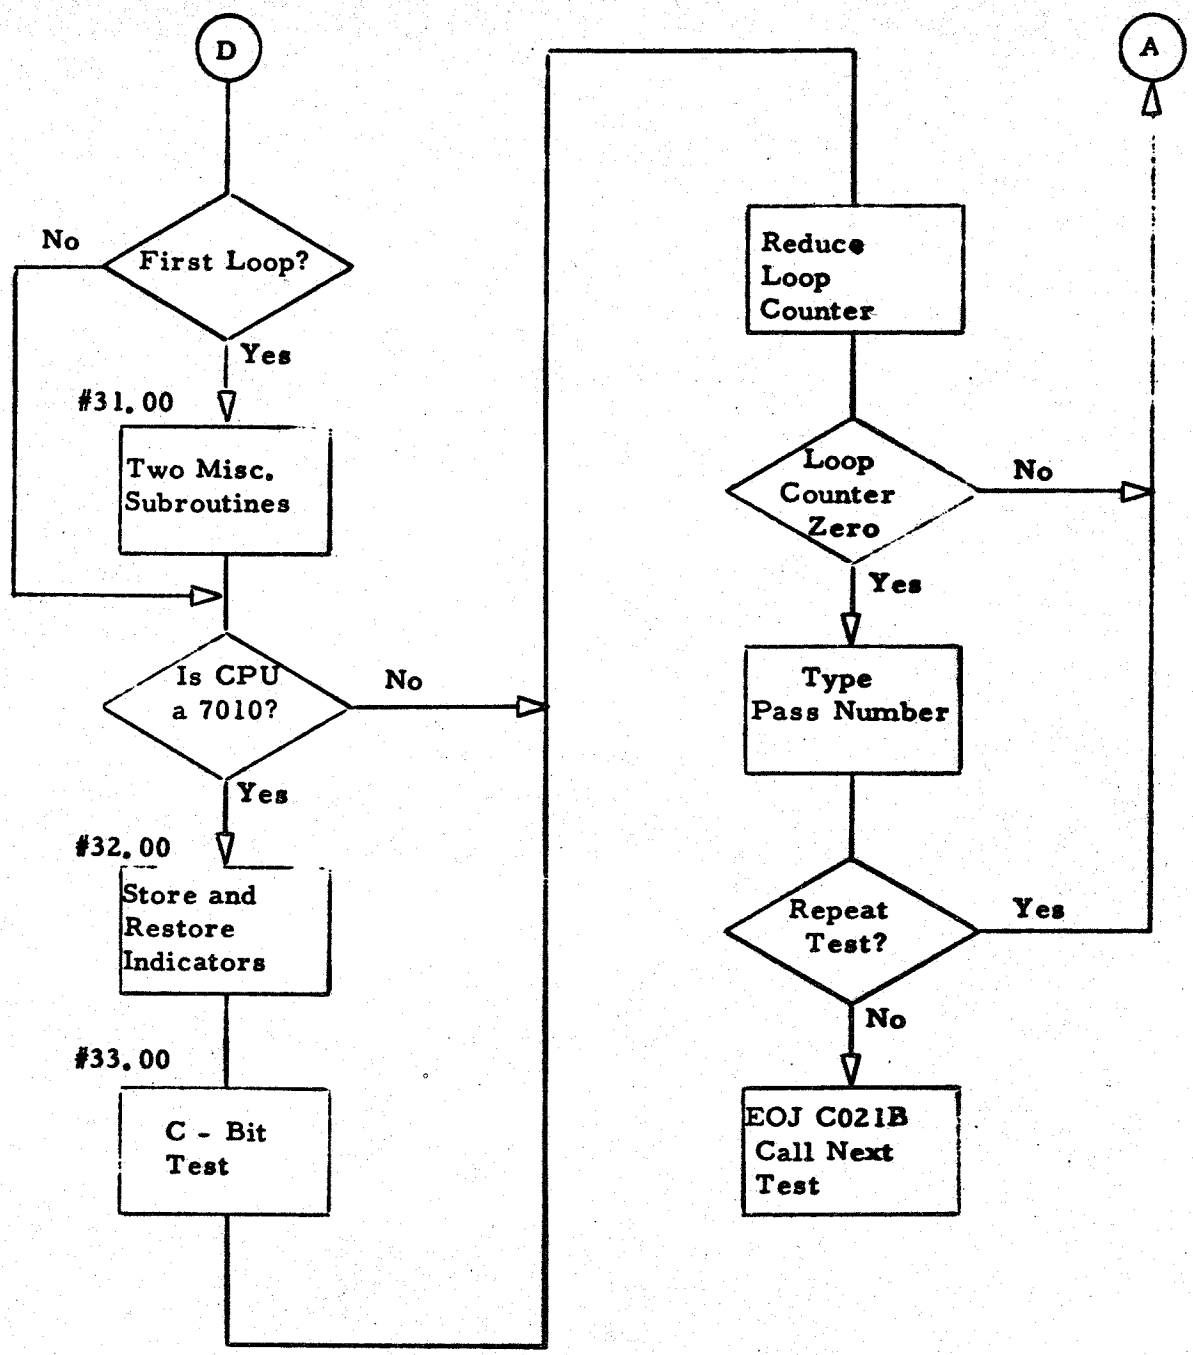 D
First Loop?
No
Yes
#31.00
Two Misc.
Subroutines
Is CPU
a 7010?
No
Yes
#32.00
Store and
Restore
Indicators
#33.00
C - Bit
Test
A
Reduce
Loop
Counter
Loop
Counter
Zero
No
Yes
Type
Pass Number
Repeat
Test?
Yes
No
EOJ C021B
Call Next
Test